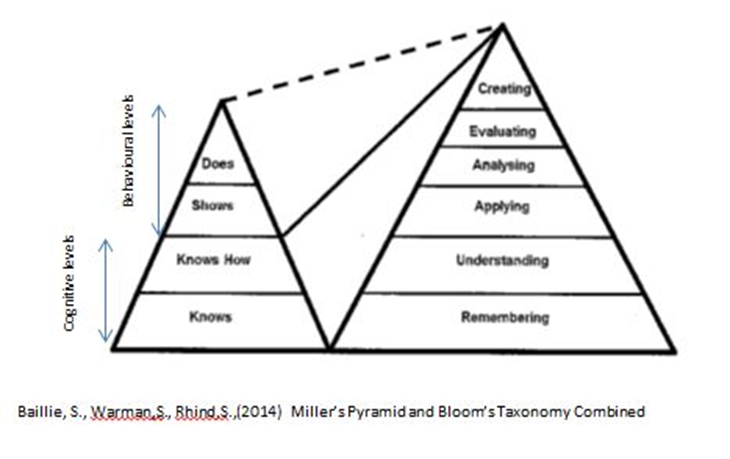 Behavioural levels
Cognitive levels
Does
Shows
Knows How
Knows
Creating
Evaluating
Analysing
Applying
Understanding
Remembering
Baillie, S., Warman,S., Rhind,S.,(2014) Miller's Pyramid and Bloom's Taxonomy Combined